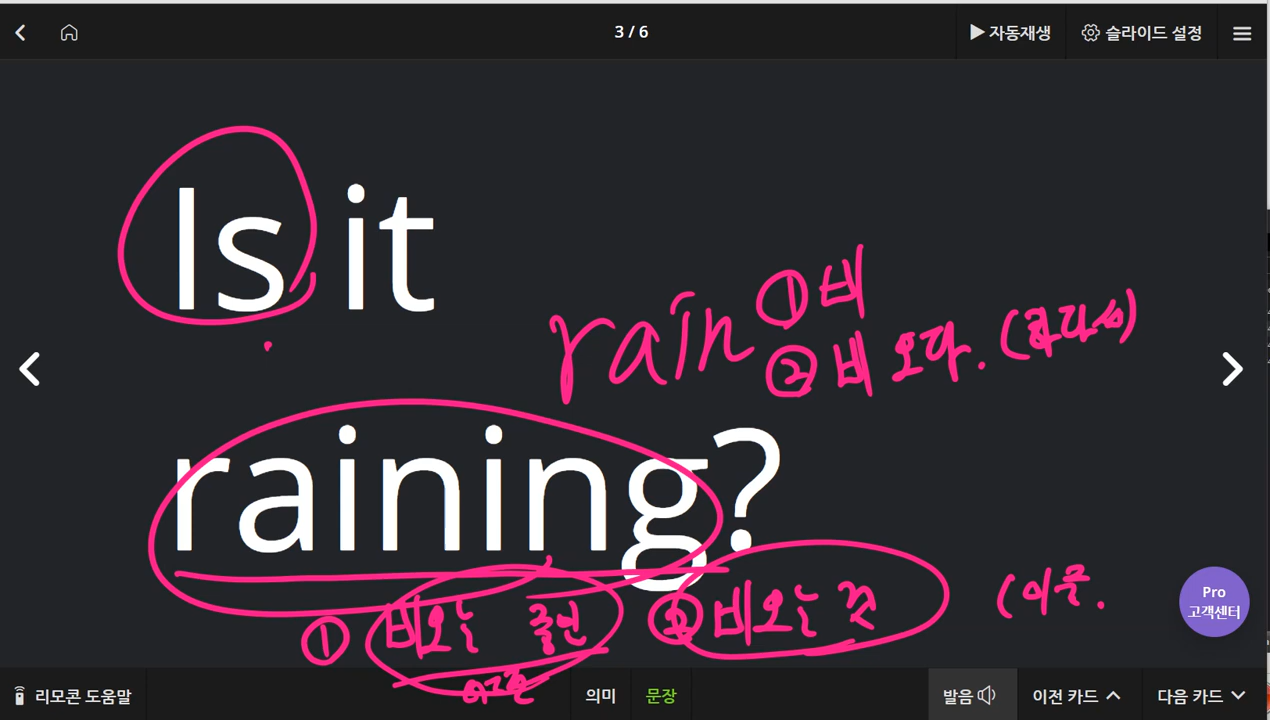 3 / 6
자동재생
슬라이드 설정
Is it
rain ① 비
② 비 오다.
raining?
① 비오는
② 비오는 것
Pro
고객센터
리모콘 도움말
의미
문장
발음
이전 카드
다음 카드